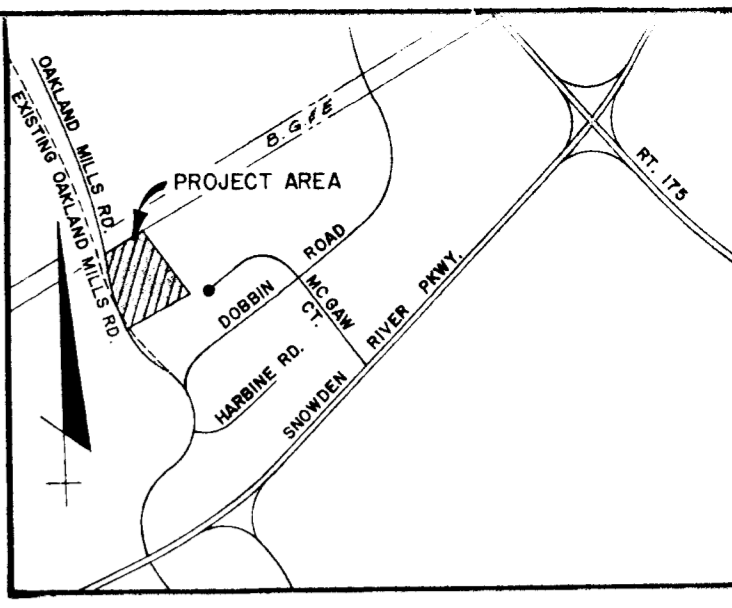 OAKLAND MILLS RD.
EXISTING OAKLAND MILLS RD.
B. G & E
PROJECT AREA
RT. 175
DOBBIN ROAD
MC GAW
CT.
HARBINE RD.
SNOWDEN RIVER PKWY.